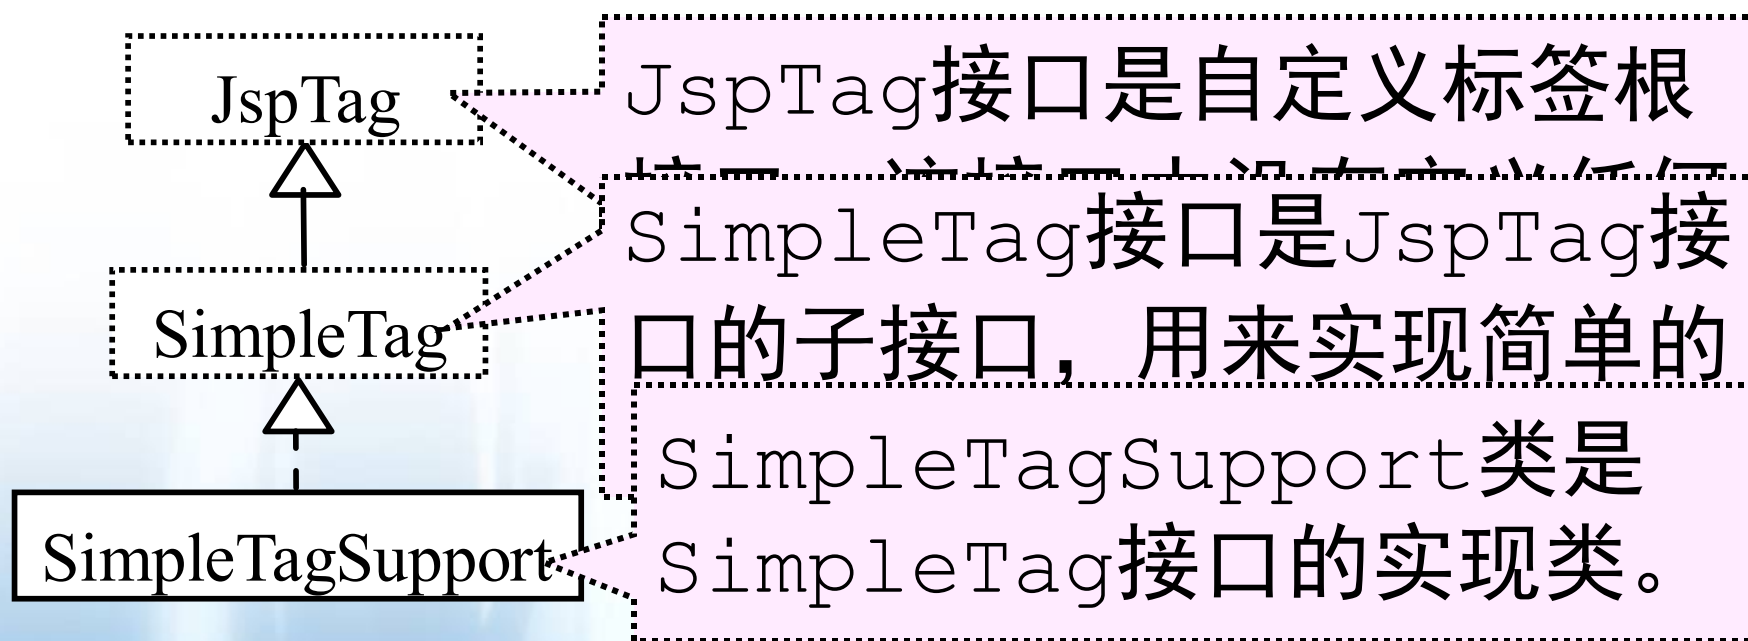 JspTag
SimpleTag
SimpleTagSupport
JspTag接口是自定义标签根
SimpleTag接口是JspTag接
口的子接口，用来实现简单的
SimpleTagSupport类是
SimpleTag接口的实现类。